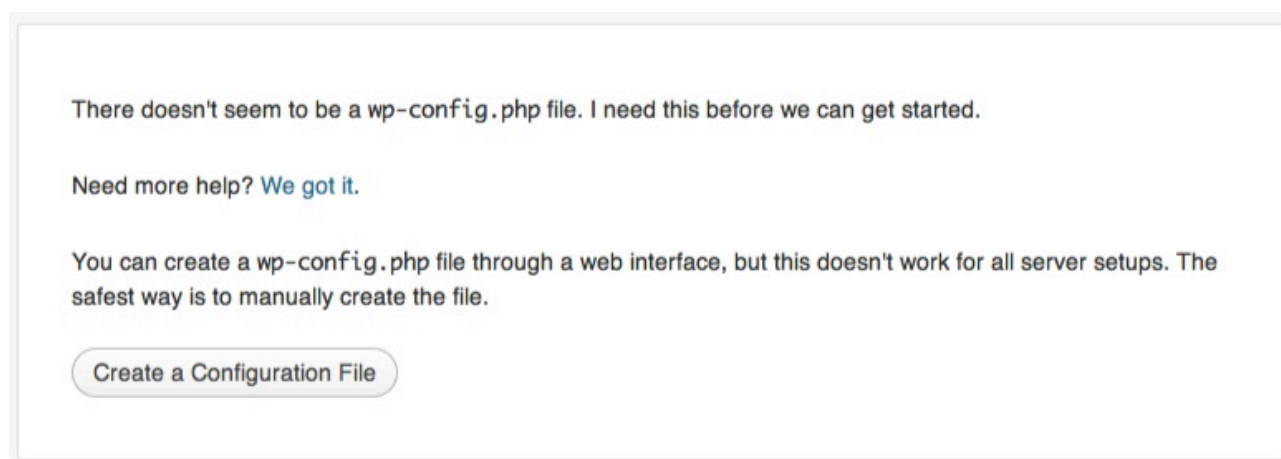 There doesn't seem to be a wp-config.php file. I need this before we can get started.
Need more help? We got it.
You can create a wp-config.php file through a web interface, but this doesn't work for all server setups. The
safest way is to manually create the file.
Create a Configuration File